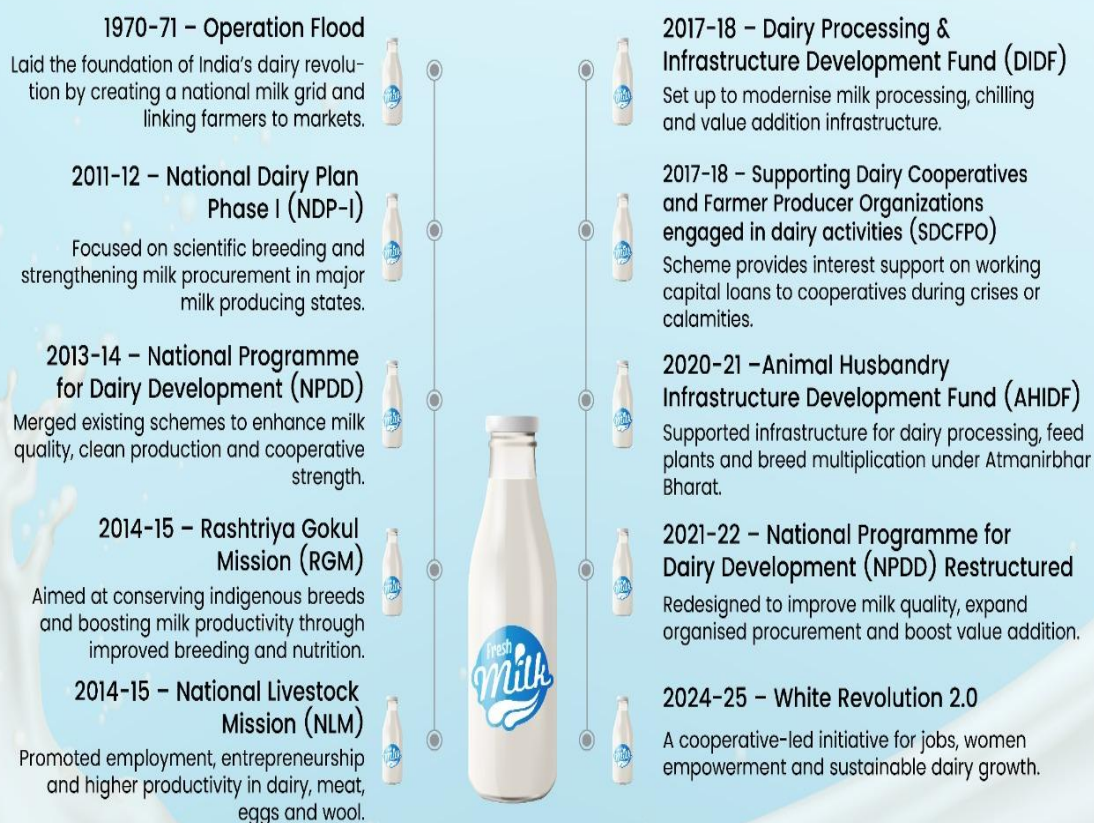 1970-71 – Operation Flood
Laid the foundation of India's dairy revolu-
tion by creating a national milk grid and
linking farmers to markets.
2011-12 – National Dairy Plan
Phase I (NDP-I)
Focused on scientific breeding and
strengthening milk procurement in major
milk producing states.
2013-14 – National Programme
for Dairy Development (NPDD)
Merged existing schemes to enhance milk
quality, clean production and cooperative
strength.
2014-15 – Rashtriya Gokul
Mission (RGM)
Aimed at conserving indigenous breeds
and boosting milk productivity through
improved breeding and nutrition.
2014-15 – National Livestock
Mission (NLM)
Promoted employment, entrepreneurship
and higher productivity in dairy, meat,
eggs and wool.
Fresh
Milk
2017-18 – Dairy Processing &
Infrastructure Development Fund (DIDF)
Set up to modernise milk processing, chilling
and value addition infrastructure.
2017-18 – Supporting Dairy Cooperatives
and Farmer Producer Organizations
engaged in dairy activities (SDCFPO)
Scheme provides interest support on working
capital loans to cooperatives during crises or
calamities.
2020-21 –Animal Husbandry
Infrastructure Development Fund (AHIDF)
Supported infrastructure for dairy processing, feed
plants and breed multiplication under Atmanirbhar
Bharat.
2021-22 – National Programme for
Dairy Development (NPDD) Restructured
Redesigned to improve milk quality, expand
organised procurement and boost value addition.
2024-25 – White Revolution 2.0
A cooperative-led initiative for jobs, women
empowerment and sustainable dairy growth.